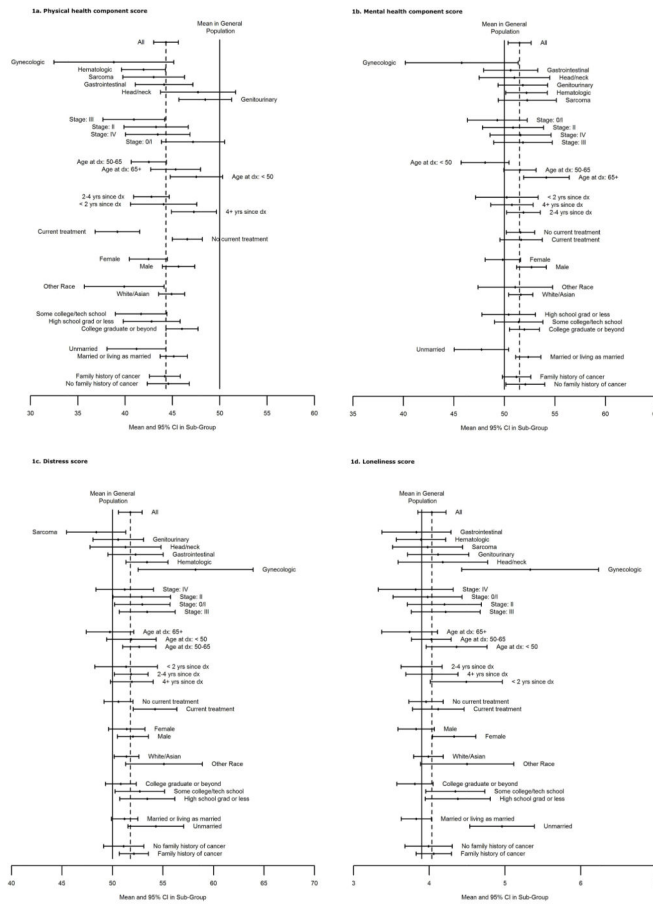 1a. Physical health component score
Mean in General
Population
All
Gynecologic
Hematologic
Sarcoma
Gastrointestinal
Head/neck
Genitourinary
Stage: III
Stage: II
Stage: IV
Stage: 0/I
Age at dx: 50-65
Age at dx: 65+
Age at dx: < 50
2-4 yrs since dx
< 2 yrs since dx
4+ yrs since dx
Current treatment
No current treatment
Female
Male
Other Race
White/Asian
Some college/tech school
High school grad or less
College graduate or beyond
Unmarried
Married or living as married
Family history of cancer
No family history of cancer
30 35 40 45 50 55 60
Mean and 95% CI in Sub-Group
1b. Mental health component score
Mean in General
Population
All
Gynecologic
Gastrointestinal
Head/neck
Genitourinary
Hematologic
Sarcoma
Stage: 0/I
Stage: II
Stage: IV
Stage: III
Age at dx: < 50
Age at dx: 50-65
Age at dx: 65+
< 2 yrs since dx
4+ yrs since dx
2-4 yrs since dx
No current treatment
Current treatment
Female
Male
Other Race
White/Asian
High school grad or less
Some college/tech school
College graduate or beyond
Unmarried
Married or living as married
Family history of cancer
No family history of cancer
35 40 45 50 55 60
Mean and 95% CI in Sub-Group
1c. Distress score
Mean in General
Population
All
Sarcoma
Genitourinary
Head/neck
Gastrointestinal
Hematologic
Gynecologic
Stage: IV
Stage: II
Stage: 0/I
Stage: III
Age at dx: 65+
Age at dx: < 50
Age at dx: 50-65
< 2 yrs since dx
2-4 yrs since dx
4+ yrs since dx
No current treatment
Current treatment
Female
Male
White/Asian
Other Race
College graduate or beyond
Some college/tech school
High school grad or less
Married or living as married
Unmarried
No family history of cancer
Family history of cancer
40 45 50 55 60 65 70
Mean and 95% CI in Sub-Group
1d. Loneliness score
Mean in General
Population
All
Gastrointestinal
Hematologic
Sarcoma
Genitourinary
Head/neck
Gynecologic
Stage: IV
Stage: 0/I
Stage: II
Stage: III
Age at dx: 65+
Age at dx: 50-65
Age at dx: < 50
2-4 yrs since dx
4+ yrs since dx
< 2 yrs since dx
No current treatment
Current treatment
Male
Female
White/Asian
Other Race
College graduate or beyond
Some college/tech school
High school grad or less
Married or living as married
Unmarried
No family history of cancer
Family history of cancer
3 4 5 6
Mean and 95% CI in Sub-Group